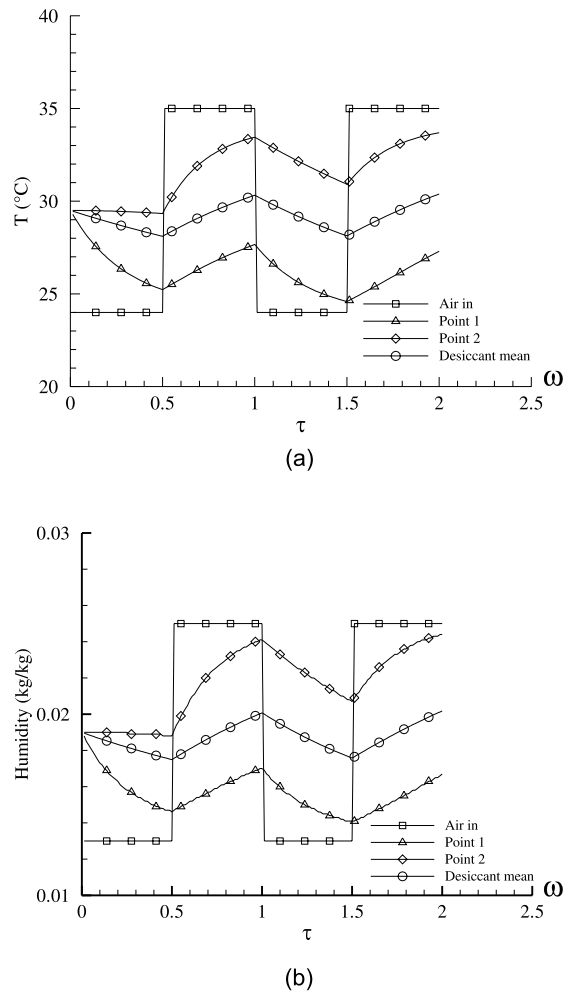 40
35
30
25
20
T (°C)
Air in
Point 1
Point 2
Desiccant mean
0 0.5 1 1.5 2 2.5 ω
τ
(a)
0.03
0.02
0.01
Humidity (kg/kg)
Air in
Point 1
Point 2
Desiccant mean
0 0.5 1 1.5 2 2.5 ω
τ
(b)